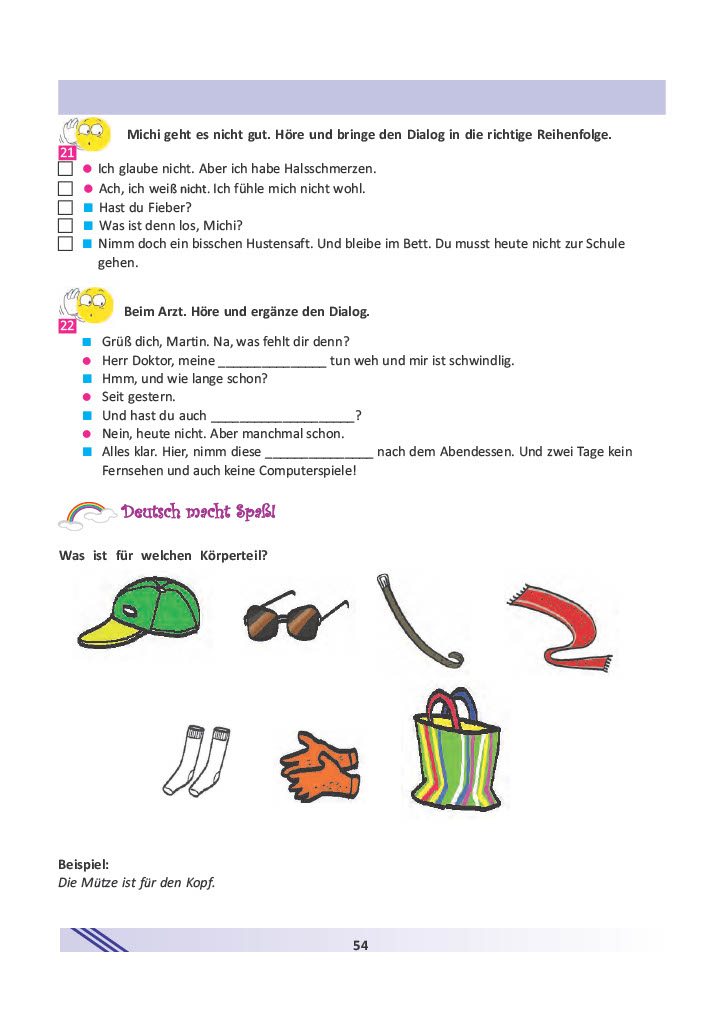 Michi geht es nicht gut. Höre und bringe den Dialog in die richtige Reihenfolge.
21
Ich glaube nicht. Aber ich habe Halsschmerzen.
Ach, ich weiß nicht. Ich fühle mich nicht wohl.
Hast du Fieber?
Was ist denn los, Michi?
Nimm doch ein bisschen Hustensaft. Und bleibe im Bett. Du musst heute nicht zur Schule
gehen.
Beim Arzt. Höre und ergänze den Dialog.
22
Grüß dich, Martin. Na, was fehlt dir denn?
Herr Doktor, meine _______________ tun weh und mir ist schwindlig.
Hmm, und wie lange schon?
Seit gestern.
Und hast du auch ____________________?
Nein, heute nicht. Aber manchmal schon.
Alles klar. Hier, nimm diese _______________ nach dem Abendessen. Und zwei Tage kein
Fernsehen und auch keine Computerspiele!
Deutsch macht Spaß!
Was ist für welchen Körperteil?
Beispiel:
Die Mütze ist für den Kopf.
54